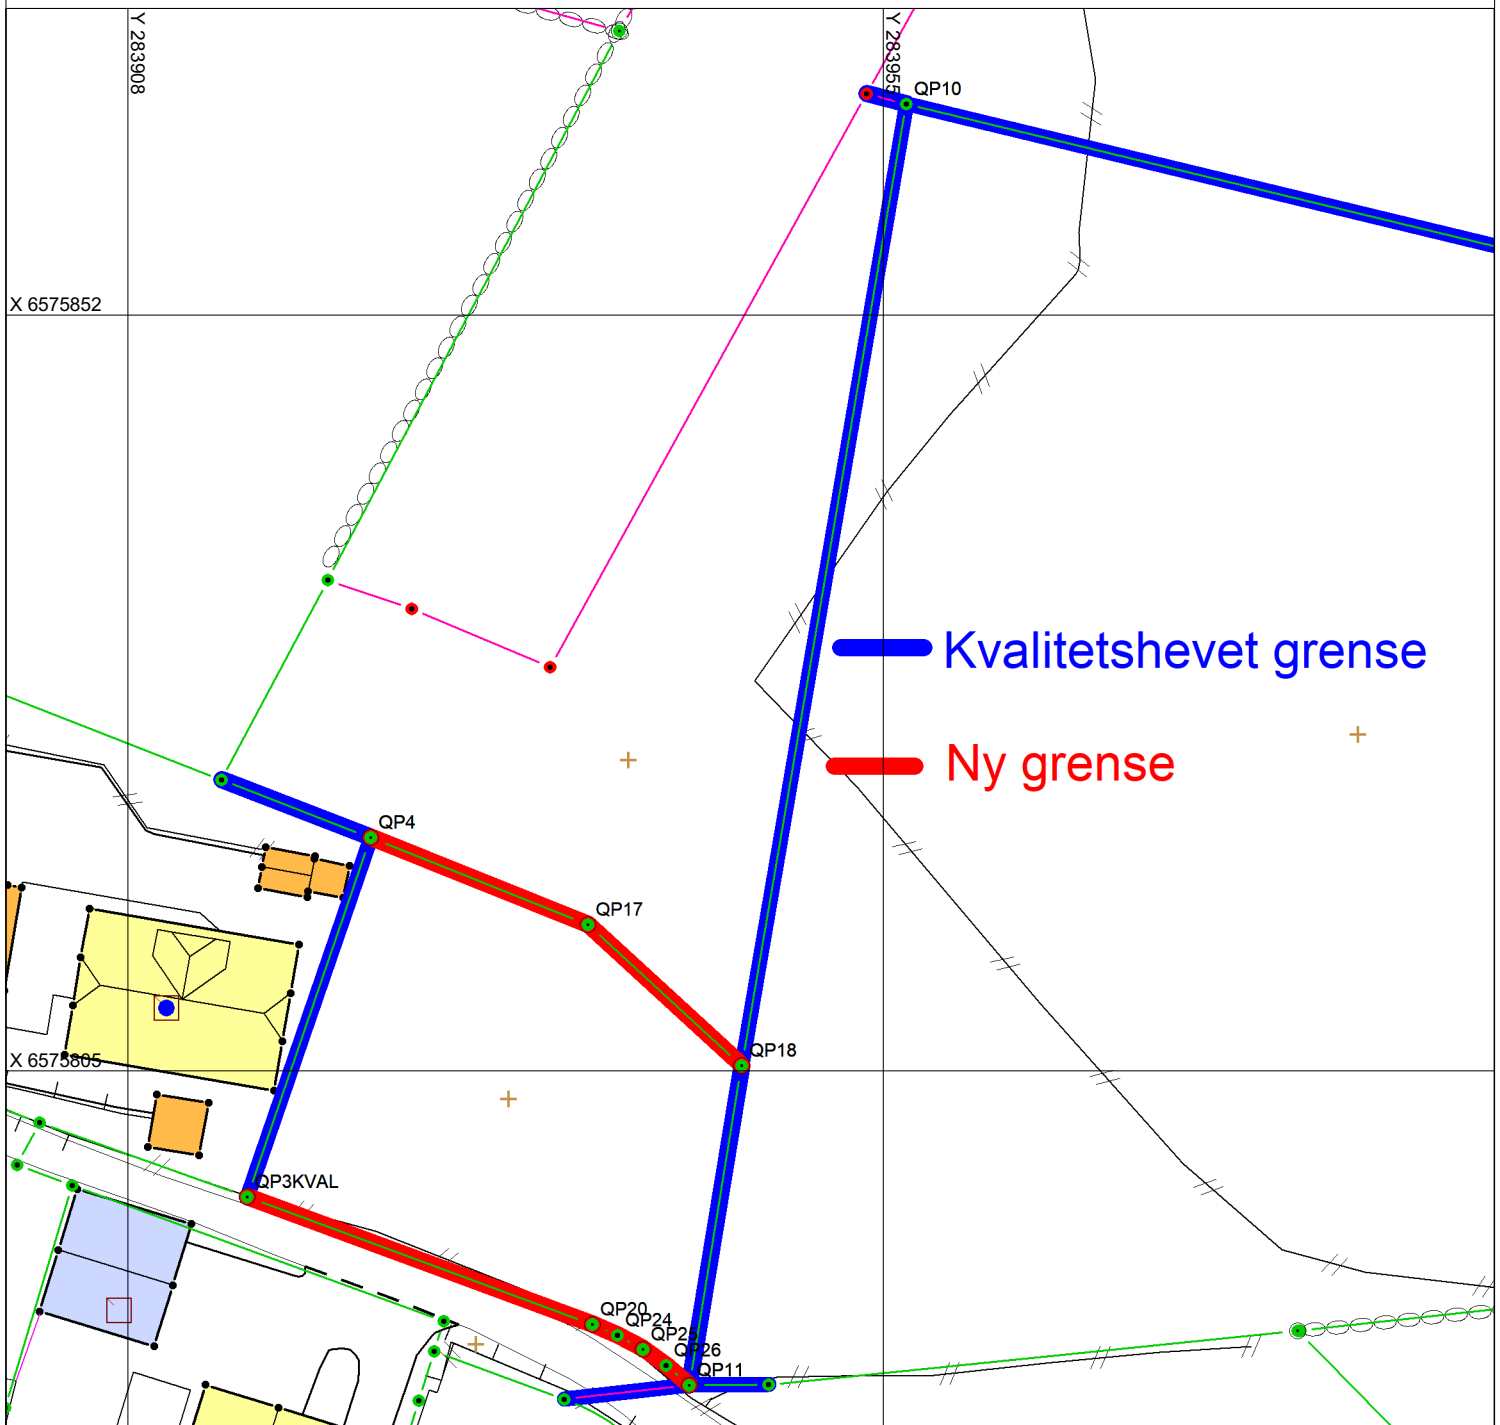 Y 283908
Y 283955
QP10
X 6575852
Kvalitetshevet grense
Ny grense
QP4
QP17
QP18
X 6575805
QP3KVAL
QP20
QP24
QP25
QP26
QP11